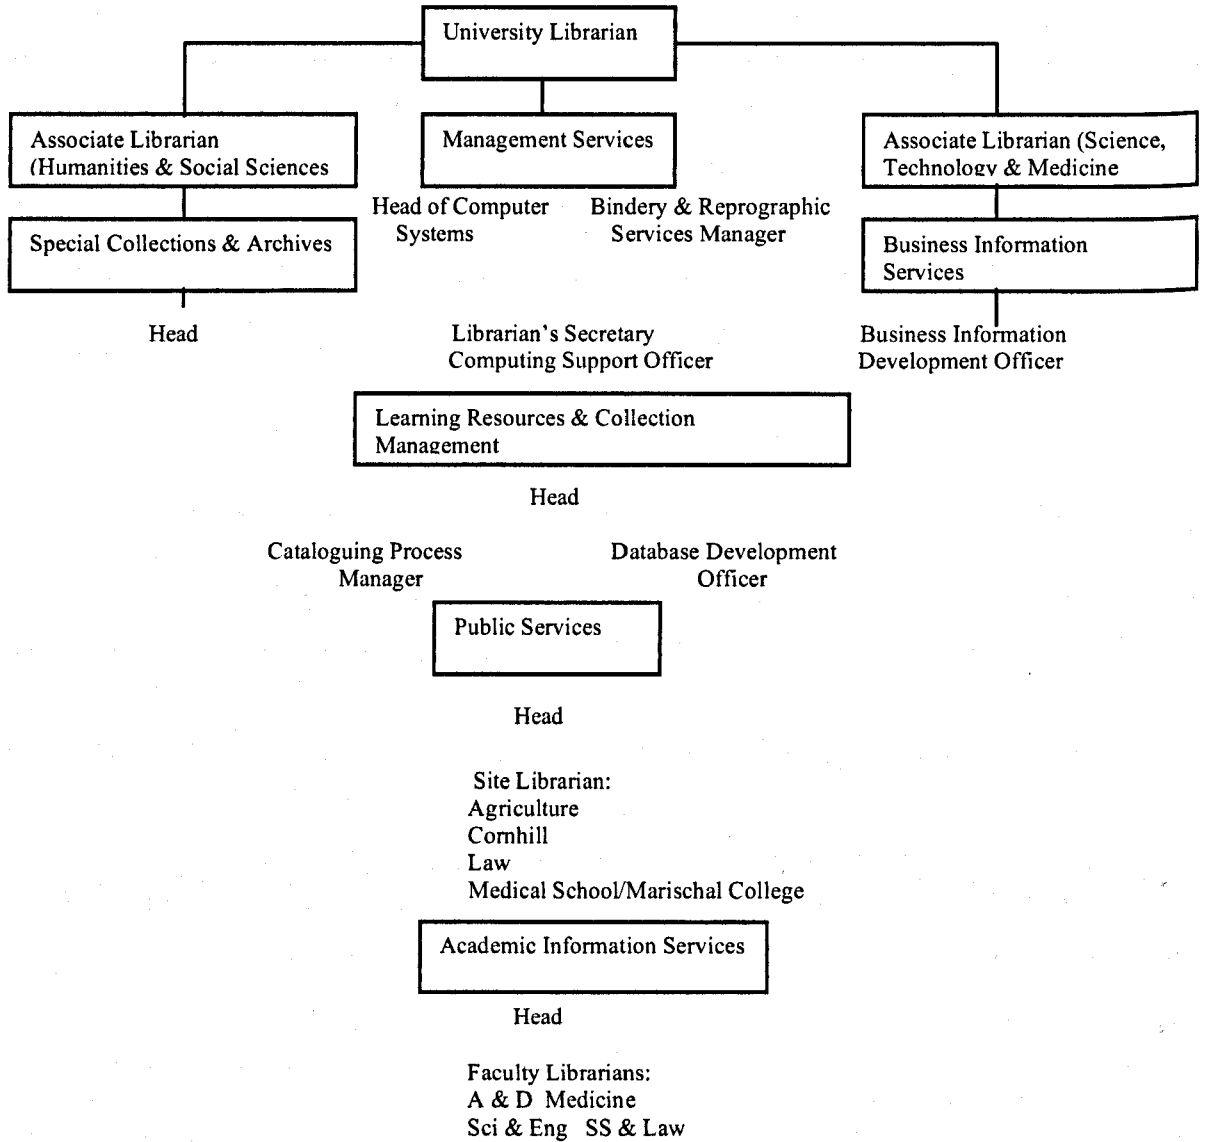 University Librarian
Associate Librarian
(Humanities & Social Sciences
Management Services
Associate Librarian (Science,
Technology & Medicine
Head of Computer
Systems
Bindery & Reprographic
Services Manager
Special Collections & Archives
Business Information
Services
Head
Librarian's Secretary
Computing Support Officer
Business Information
Development Officer
Learning Resources & Collection
Management
Head
Cataloguing Process
Manager
Database Development
Officer
Public Services
Head
Site Librarian:
Agriculture
Cornhill
Law
Medical School/Marischal College
Academic Information Services
Head
Faculty Librarians:
A & D Medicine
Sci & Eng SS & Law